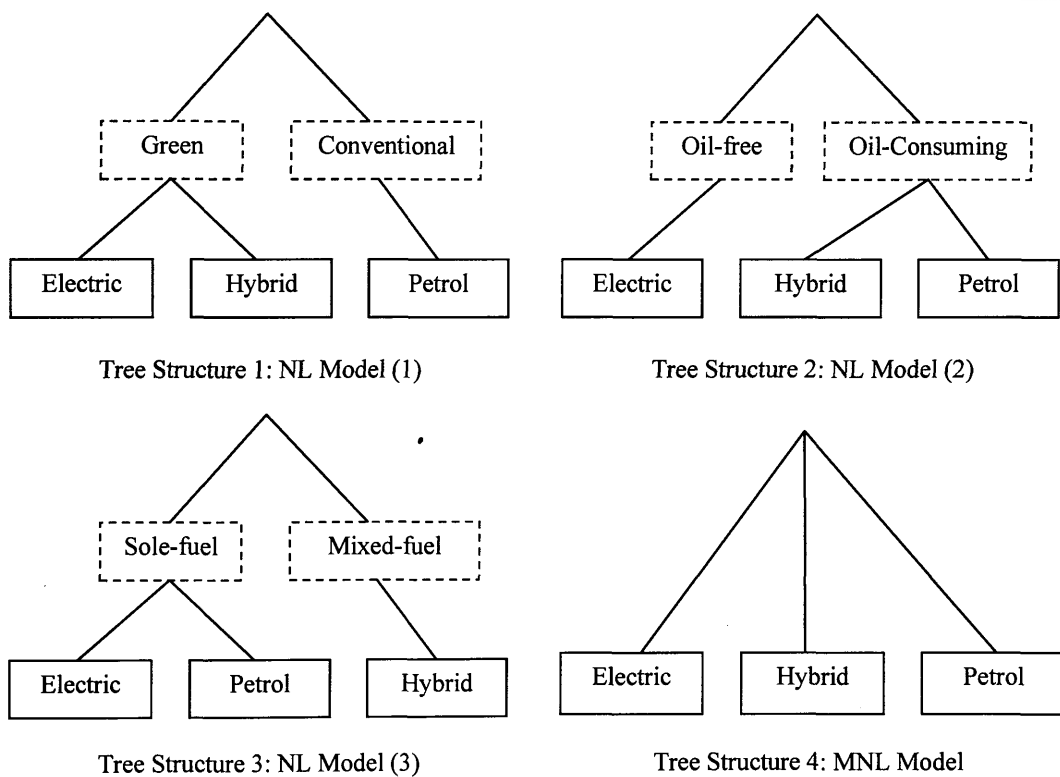 Green
Conventional
Electric
Hybrid
Petrol
Tree Structure 1: NL Model (1)
Oil-free
Oil-Consuming
Electric
Hybrid
Petrol
Tree Structure 2: NL Model (2)
Sole-fuel
Mixed-fuel
Electric
Petrol
Hybrid
Tree Structure 3: NL Model (3)
Electric
Hybrid
Petrol
Tree Structure 4: MNL Model